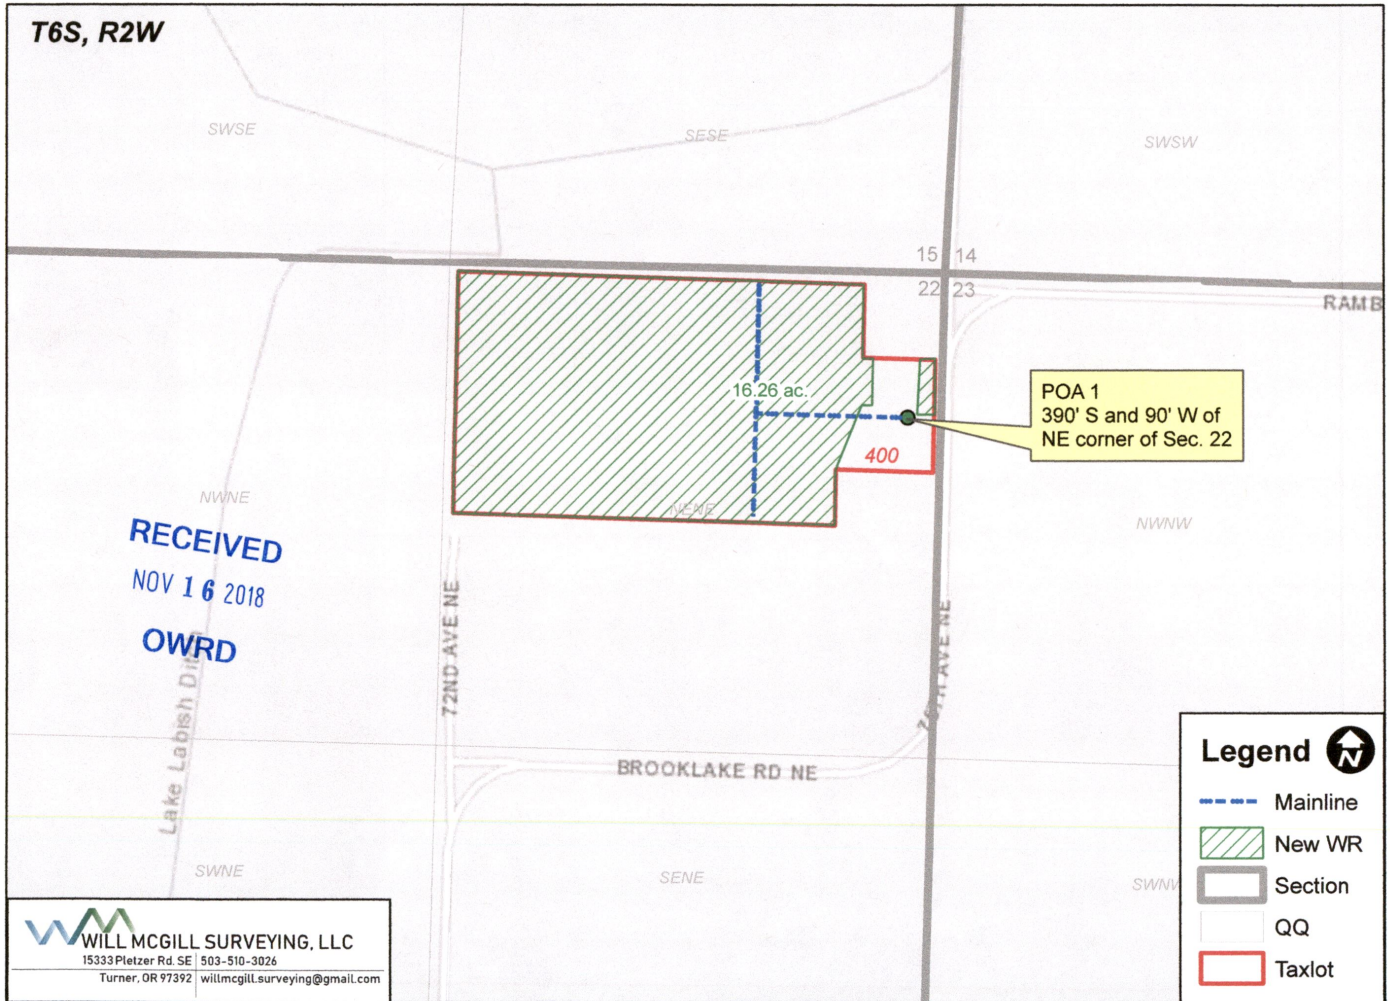 T6S, R2W
SWSE
SESE
SWSW
15 14
22 23
RAMB
16.26 ac.
POA 1
390' S and 90' W of
NE corner of Sec. 22
400
NWNE
NENE
NWNW
RECEIVED
NOV 16 2018
OWRD
72ND AVE NE
AVE NE
Lake Labish Ditch
BROOKLAKE RD NE
SWNE
SENE
SWNW
Legend
N
Mainline
New WR
Section
QQ
Taxlot
WM
WILL MCGILL SURVEYING, LLC
15333 Pletzer Rd. SE 503-510-3026
Turner, OR 97392 willmcgill.surveying@gmail.com